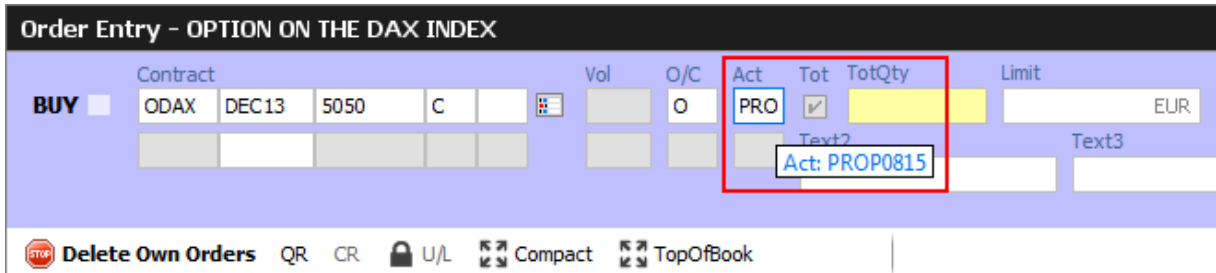 Order Entry - OPTION ON THE DAX INDEX
Contract Vol O/C Act Tot TotQty Limit
BUY ODAX DEC13 5050 C O PRO EUR
Text2 Text3
Act: PROP0815
STOP Delete Own Orders QR CR U/L Compact TopOfBook